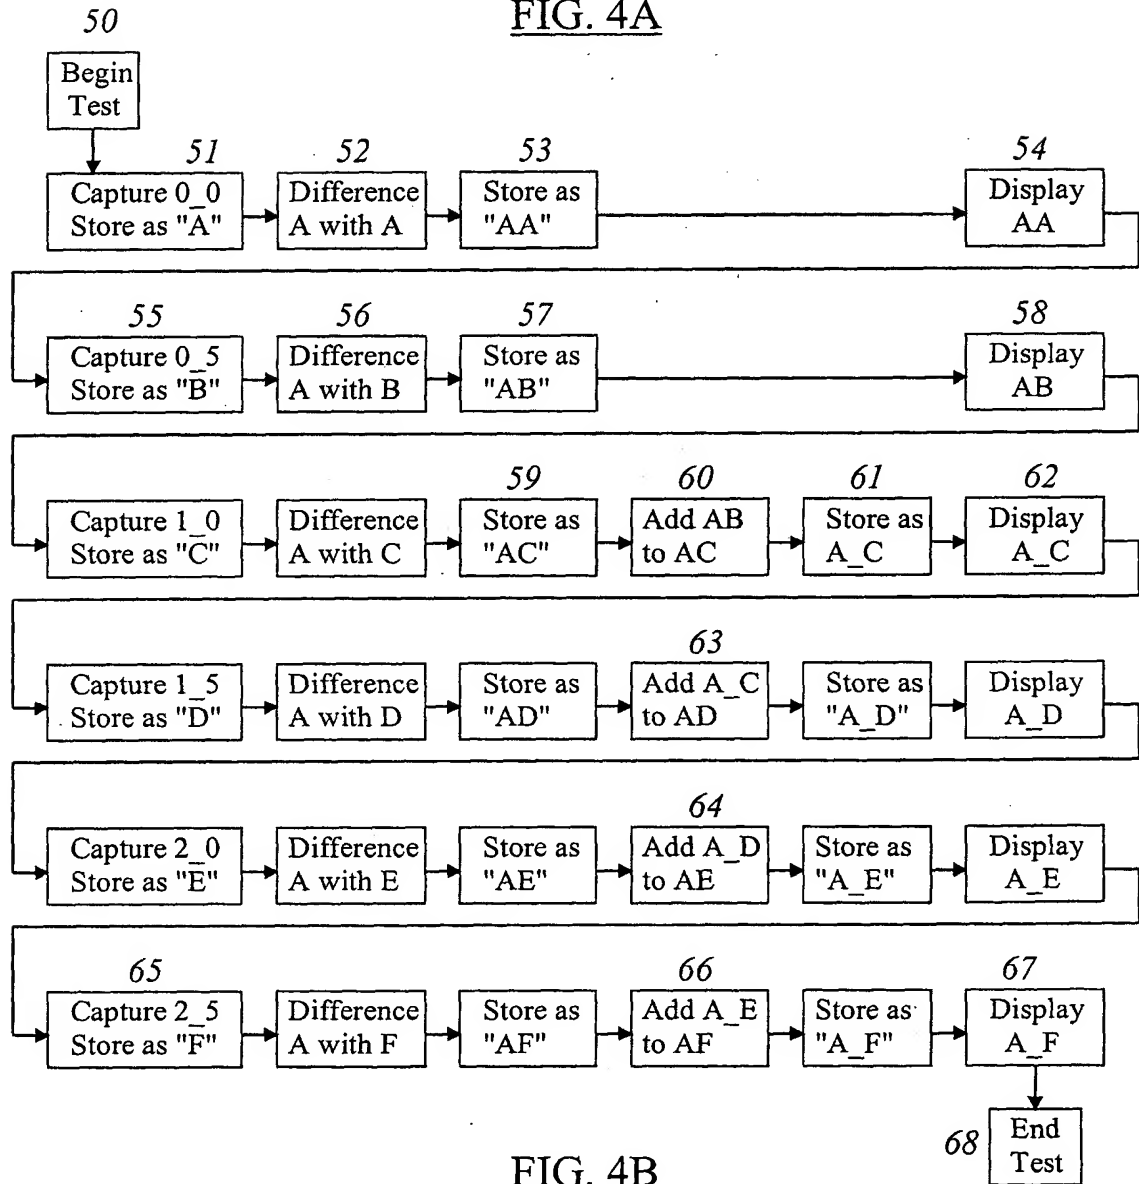 FIG. 4A
50
Begin
Test
51
52
53
54
Capture 0_0
Store as "A"
Difference
A with A
Store as
"AA"
Display
AA
55
56
57
58
Capture 0_5
Store as "B"
Difference
A with B
Store as
"AB"
Display
AB
59
60
61
62
Capture 1_0
Store as "C"
Difference
A with C
Store as
"AC"
Add AB
to AC
Store as
A_C
Display
A_C
63
Capture 1_5
Store as "D"
Difference
A with D
Store as
"AD"
Add A_C
to AD
Store as
"A_D"
Display
A_D
64
Capture 2_0
Store as "E"
Difference
A with E
Store as
"AE"
Add A_D
to AE
Store as
"A_E"
Display
A_E
65
66
67
Capture 2_5
Store as "F"
Difference
A with F
Store as
"AF"
Add A_E
to AF
Store as
"A_F"
Display
A_F
68
End
Test
FIG. 4B